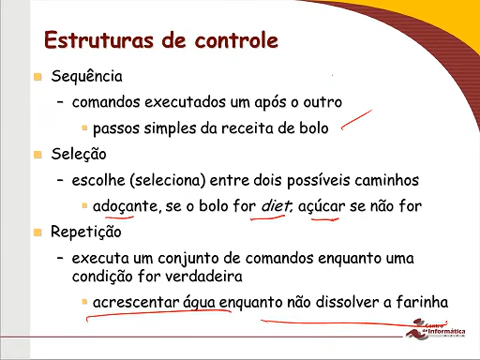 Estruturas de controle
Sequência
– comandos executados um após o outro
passos simples da receita de bolo
Seleção
– escolhe (seleciona) entre dois possíveis caminhos
adoçante, se o bolo for diet, açúcar se não for
Repetição
– executa um conjunto de comandos enquanto uma
condição for verdadeira
acrescentar água enquanto não dissolver a farinha
Centro
de Informática